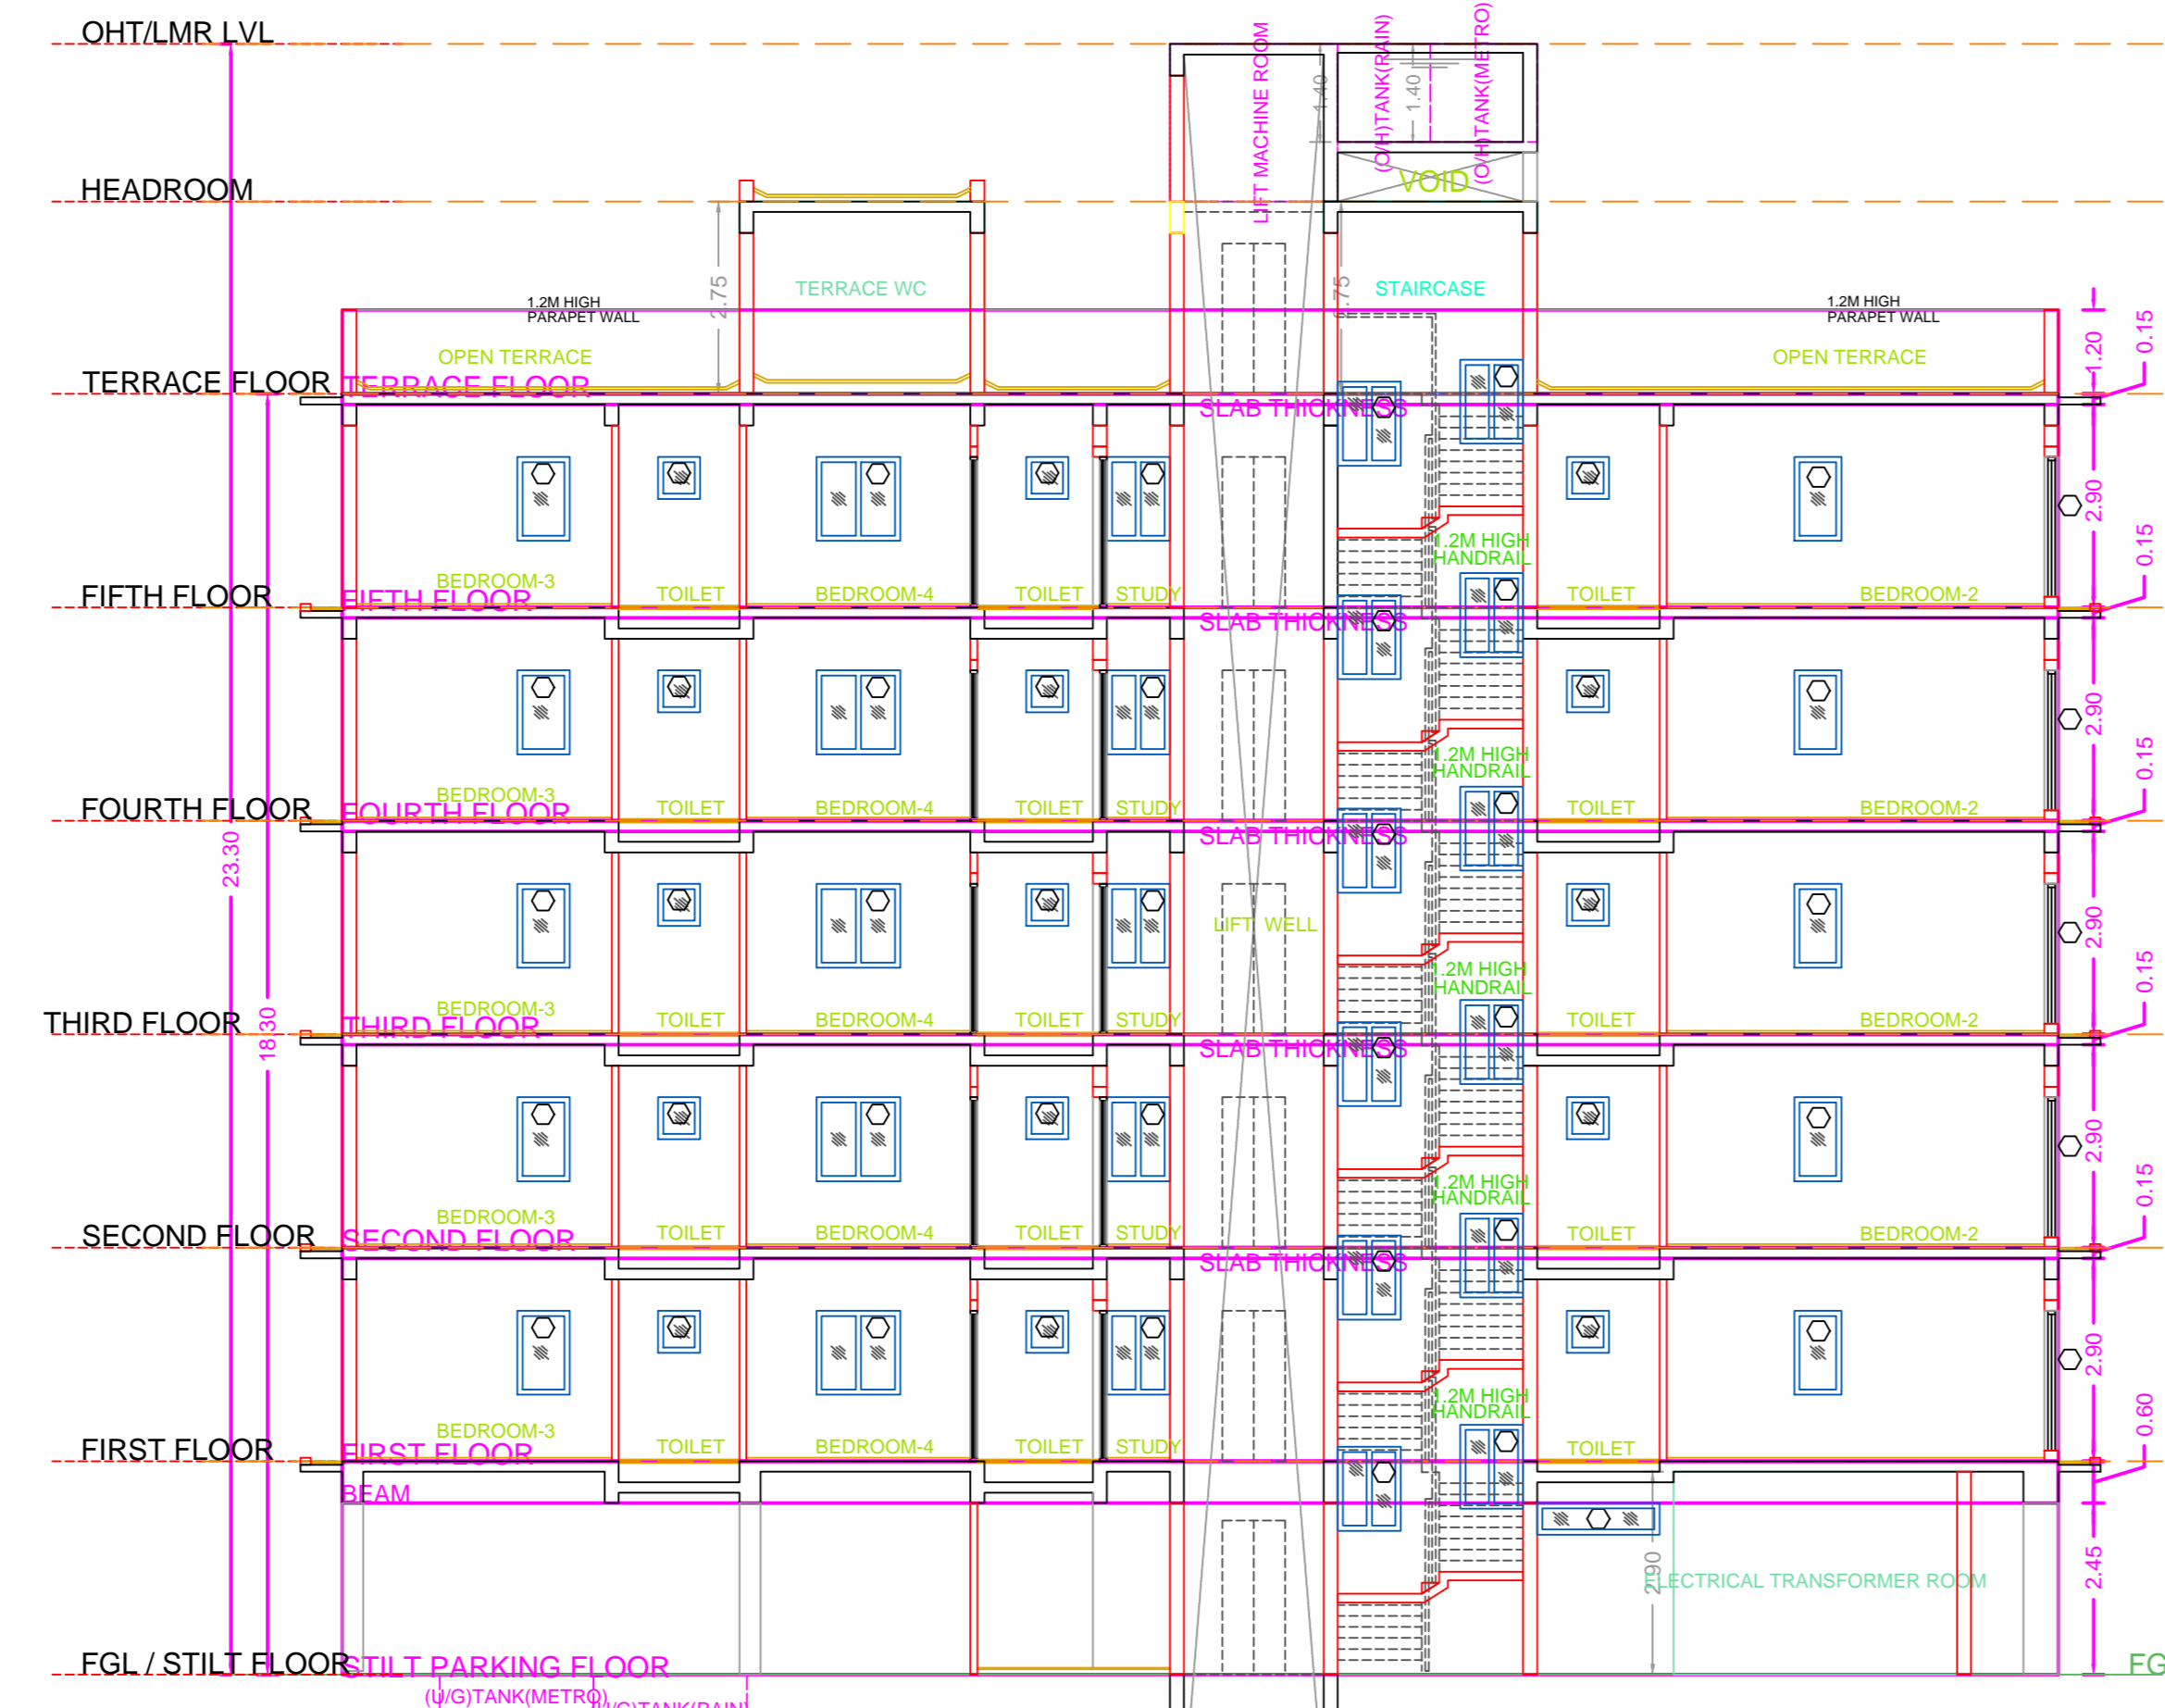 OHT/LMR LVL
LIFT MACHINE ROOM
1.40
(O/H)TANK(RAIN)
1.40
(O/H)TANK(METRO)
HEADROOM
VOID
2.75
TERRACE WC
2.75
STAIRCASE
1.2M HIGH
PARAPET WALL
1.2M HIGH
PARAPET WALL
OPEN TERRACE
OPEN TERRACE
1.20
0.15
TERRACE FLOOR
TERRACE FLOOR
SLAB THICKNESS
2.90
1.2M HIGH
HANDRAIL
0.15
BEDROOM-3
TOILET
BEDROOM-4
TOILET
STUDY
TOILET
BEDROOM-2
FIFTH FLOOR
FIFTH FLOOR
SLAB THICKNESS
2.90
1.2M HIGH
HANDRAIL
0.15
BEDROOM-3
TOILET
BEDROOM-4
TOILET
STUDY
TOILET
BEDROOM-2
FOURTH FLOOR
FOURTH FLOOR
SLAB THICKNESS
23.30
LIFT WELL
2.90
1.2M HIGH
HANDRAIL
0.15
BEDROOM-3
TOILET
BEDROOM-4
TOILET
STUDY
TOILET
BEDROOM-2
THIRD FLOOR
18.30
THIRD FLOOR
SLAB THICKNESS
2.90
1.2M HIGH
HANDRAIL
0.15
BEDROOM-3
TOILET
BEDROOM-4
TOILET
STUDY
TOILET
BEDROOM-2
SECOND FLOOR
SECOND FLOOR
SLAB THICKNESS
2.90
1.2M HIGH
HANDRAIL
0.60
BEDROOM-3
TOILET
BEDROOM-4
TOILET
STUDY
TOILET
FIRST FLOOR
FIRST FLOOR
BEAM
2.90
ELECTRICAL TRANSFORMER ROOM
2.45
FGL / STILT FLOOR
STILT PARKING FLOOR
FG
(U/G)TANK(METRO)
(U/G)TANK(RAIN)